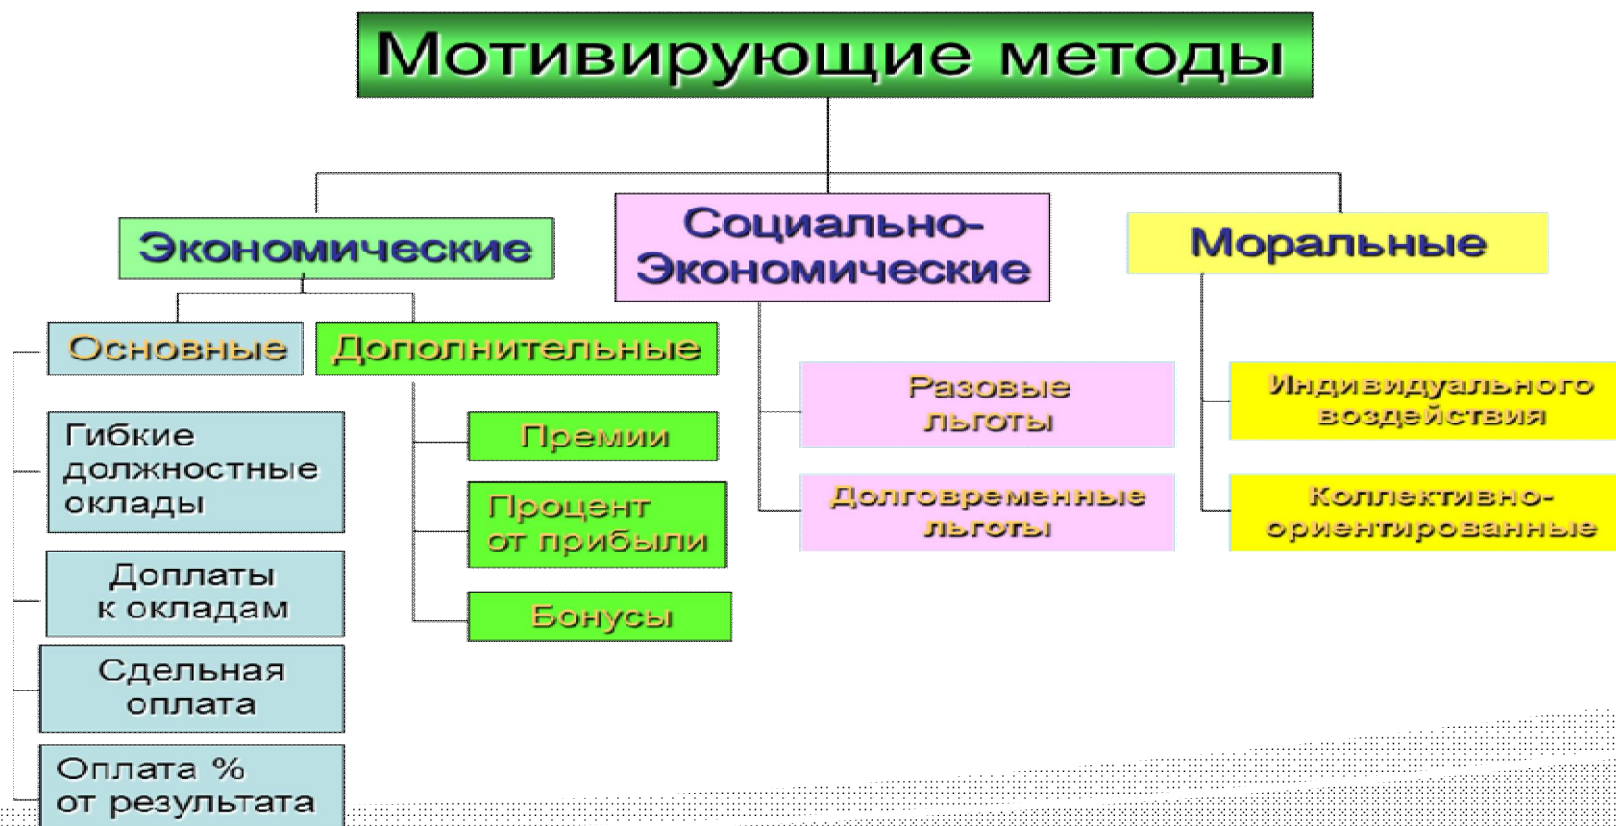 Мотивирующие методы
Экономические
Социально-
Экономические
Моральные
Основные
Дополнительные
Гибкие
должностные
оклады
Доплаты
к окладам
Сдельная
оплата
Оплата %
от результата
Премии
Процент
от прибыли
Бонусы
Разовые
льготы
Долговременные
льготы
Индивидуального
воздействия
Коллективно-
ориентированные